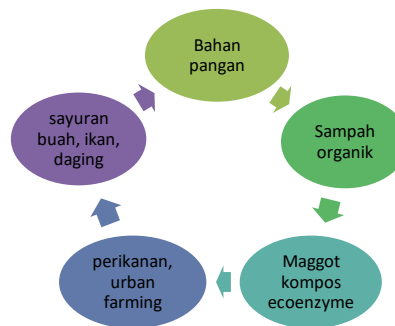 Bahan
pangan
Sampah
organik
Maggot
kompos
ecoenzyme
perikanan,
urban
farming
sayuran
buah, ikan,
daging